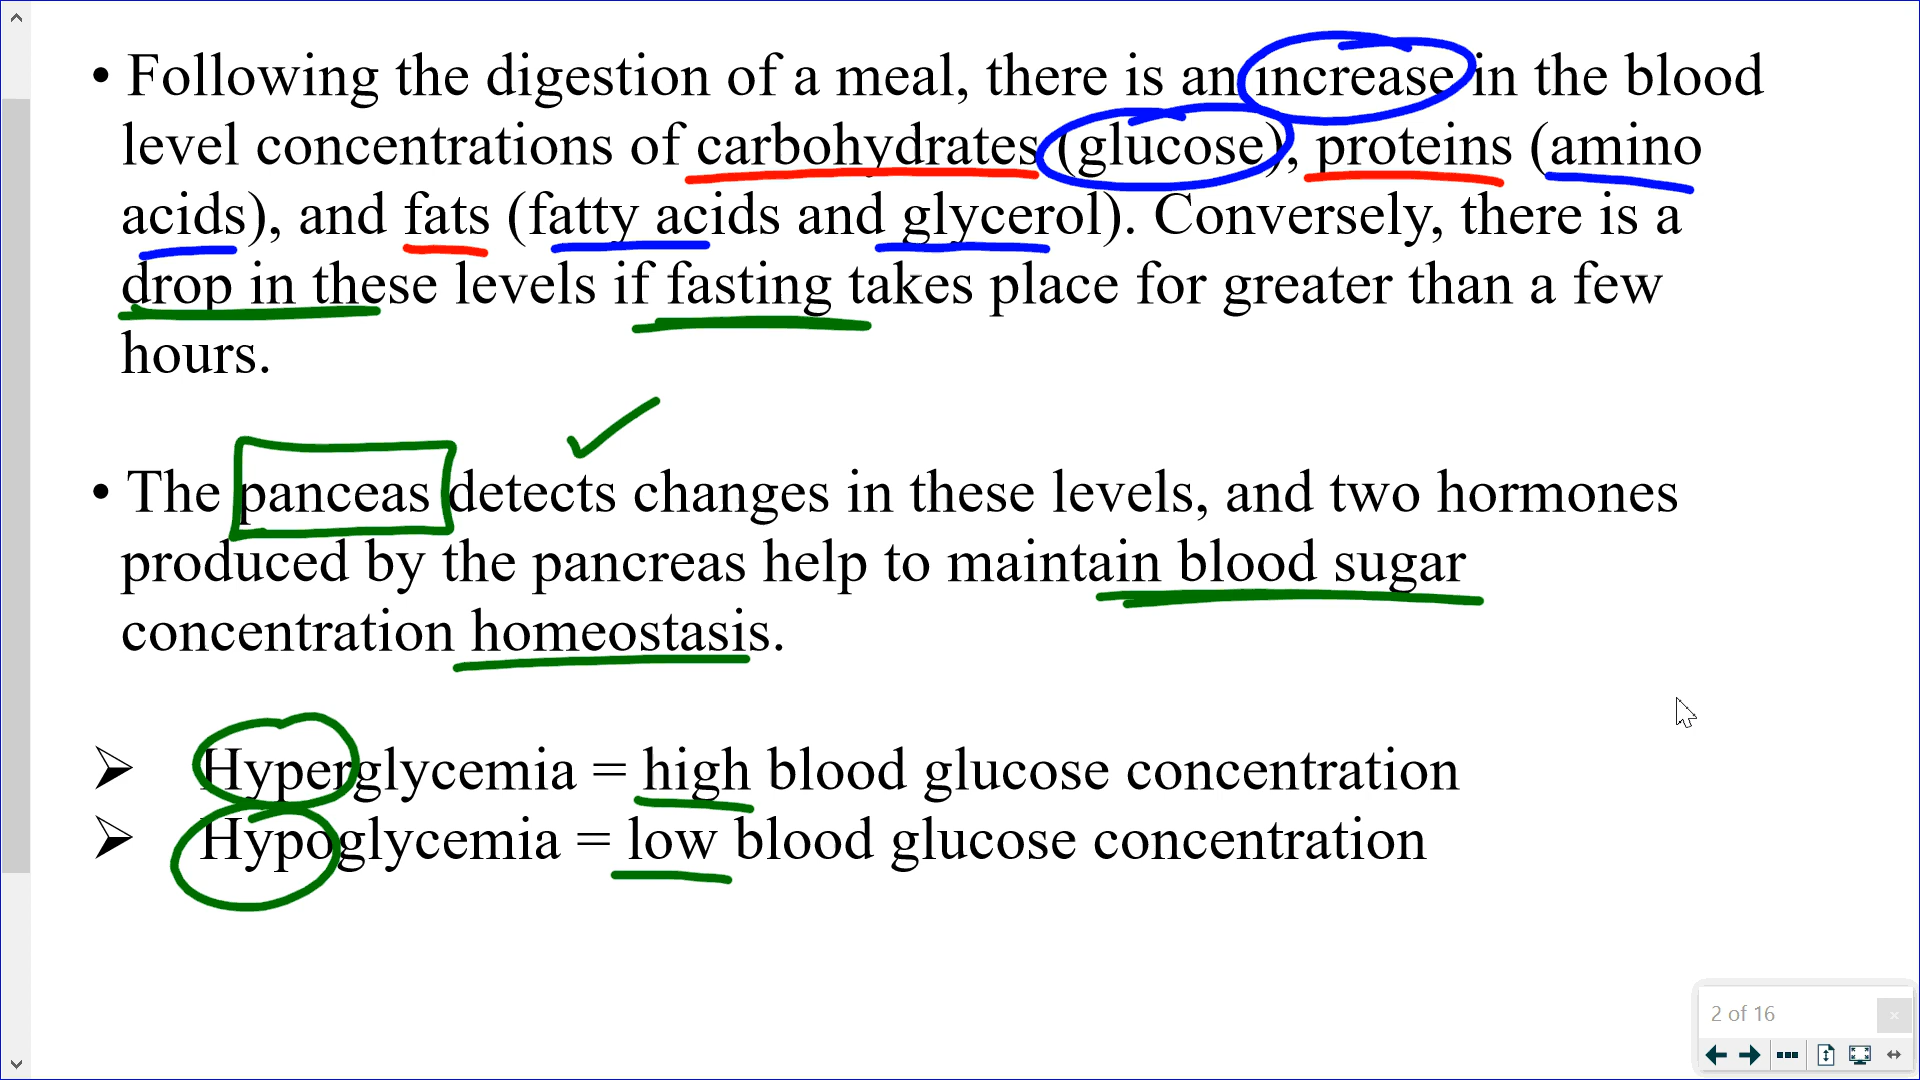 • Following the digestion of a meal, there is an increase in the blood
level concentrations of carbohydrates (glucose), proteins (amino
acids), and fats (fatty acids and glycerol). Conversely, there is a
drop in these levels if fasting takes place for greater than a few
hours.
• The panceas detects changes in these levels, and two hormones
produced by the pancreas help to maintain blood sugar
concentration homeostasis.
➢ Hyperglycemia = high blood glucose concentration
➢ Hypoglycemia = low blood glucose concentration
2 of 16